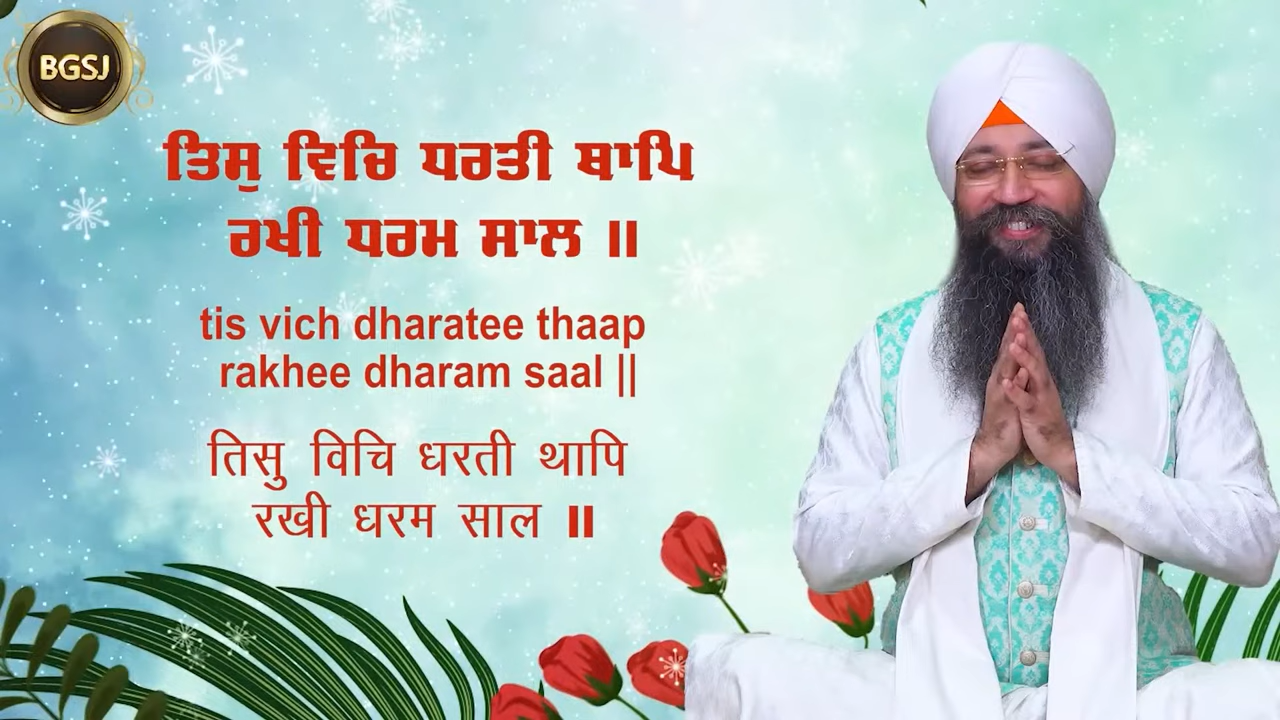 BGSJ
ਤਿਸੁ ਵਿਚਿ ਧਰਤੀ ਥਾਪਿ
ਰਖੀ ਧਰਮ ਸਾਲ ॥
tis vich dharatee thaap
rakhee dharam saal ||
तिसु विचि धरती थापि
रखी धरम साल ॥